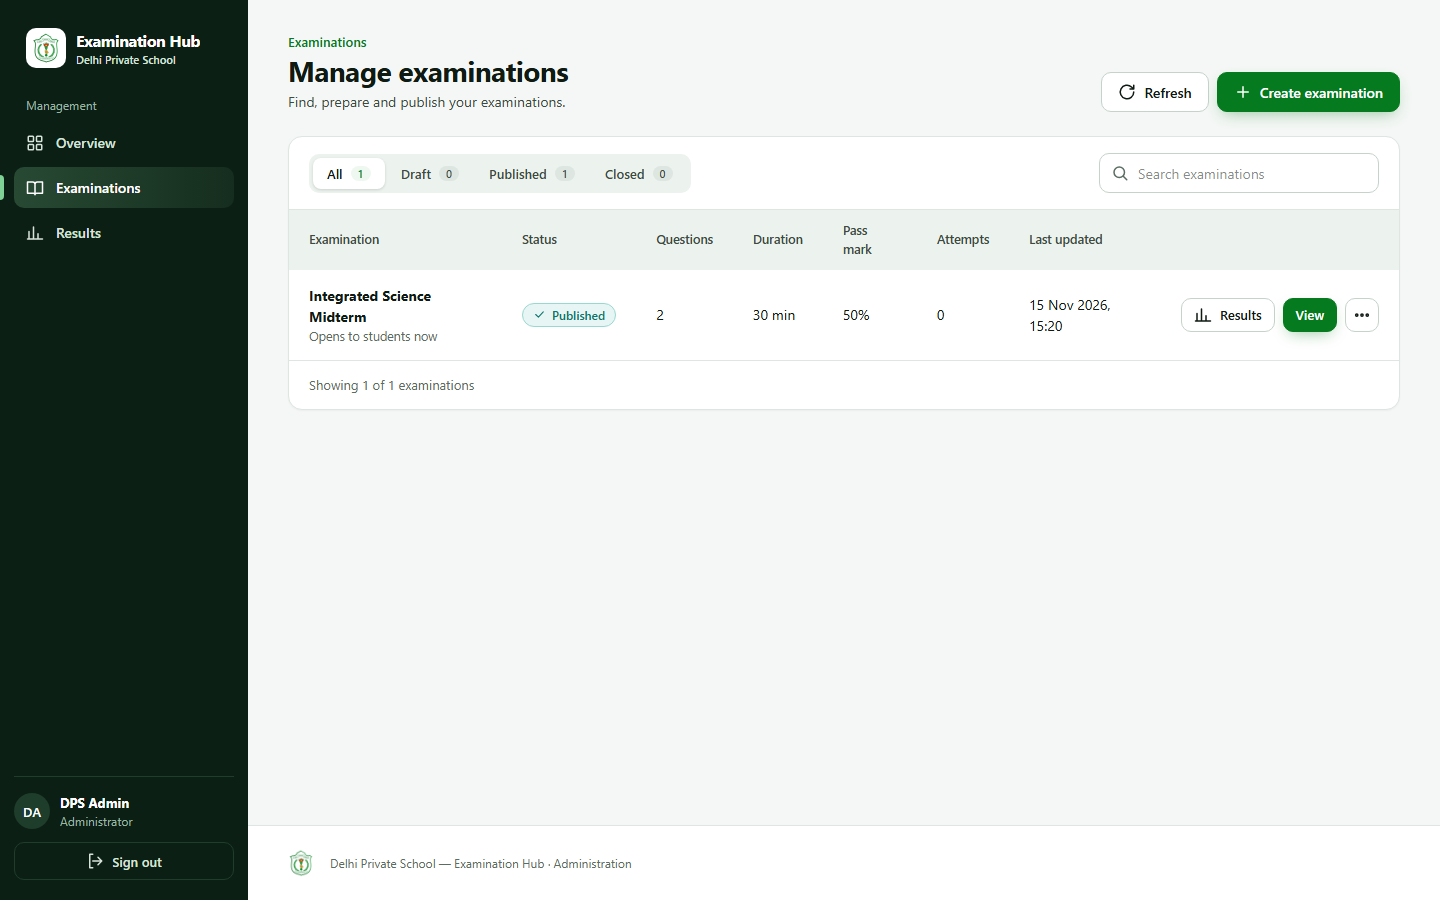 Examination Hub
Delhi Private School
Management
Overview
Examinations
Results
DPS Admin
DA
Administrator
Sign out
Examinations
Manage examinations
Find, prepare and publish your examinations.
Refresh
Create examination
All 1
Draft 0
Published 1
Closed 0
Search examinations
Examination
Status
Questions
Duration
Pass
mark
Attempts
Last updated
Integrated Science
Midterm
Opens to students now
Published
2
30 min
50%
0
15 Nov 2026,
15:20
Results
View
Showing 1 of 1 examinations
Delhi Private School — Examination Hub · Administration